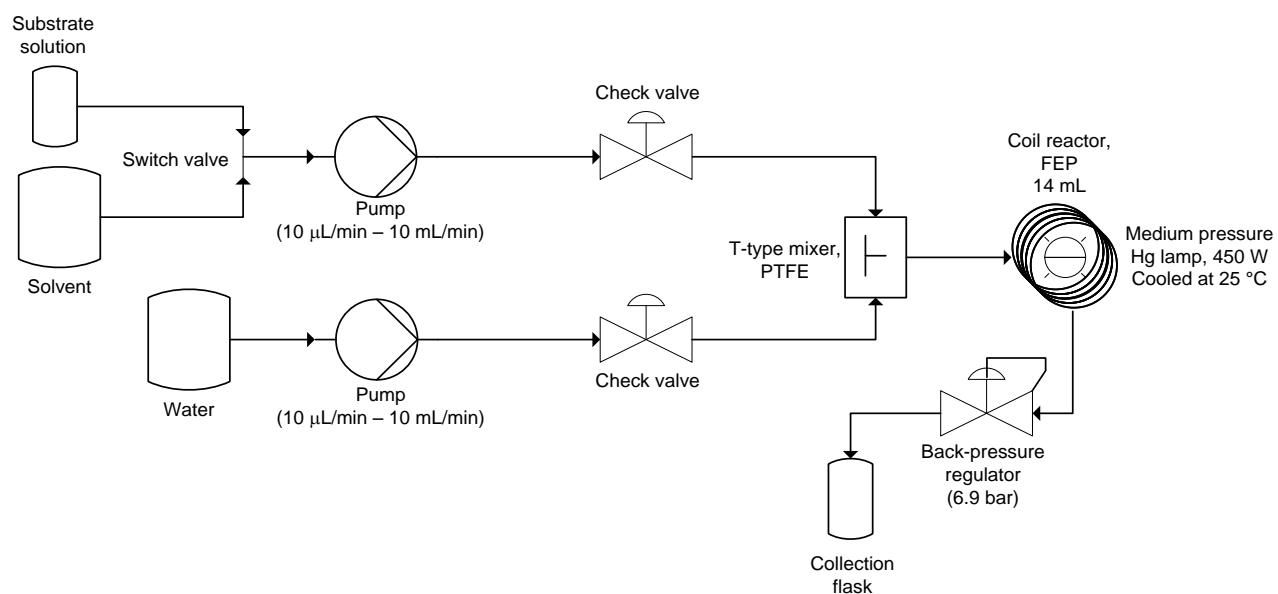 Substrate
solution
Switch valve
Solvent
Pump
(10 μL/min – 10 mL/min)
Check valve
Water
Pump
(10 μL/min – 10 mL/min)
Check valve
T-type mixer,
PTFE
Coil reactor,
FEP
14 mL
Medium pressure
Hg lamp, 450 W
Cooled at 25 °C
Back-pressure
regulator
(6.9 bar)
Collection
flask